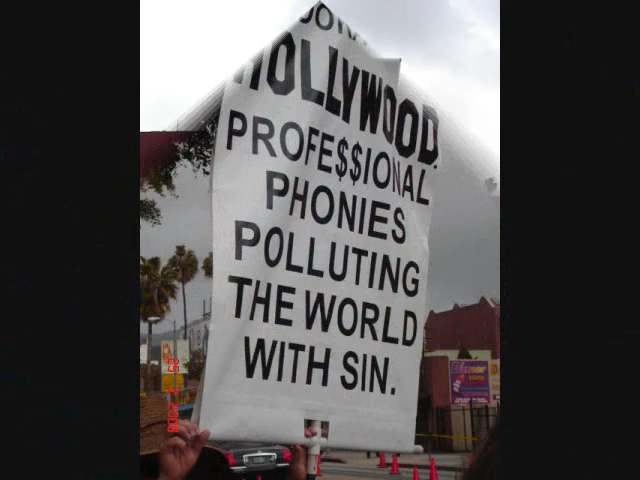 HOLLYWOOD.
PROFE$$IONAL
PHONIES
POLLUTING
THE WORLD
WITH SIN.